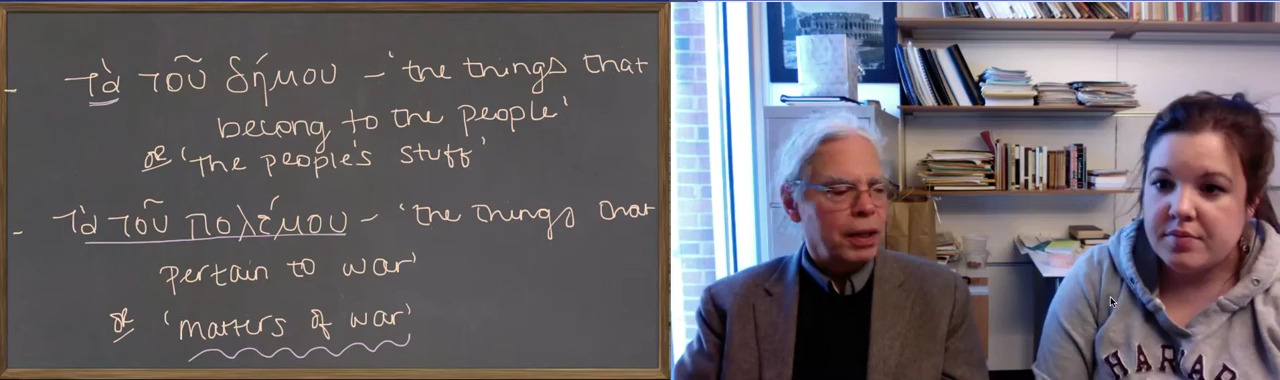 - τὰ τοῦ δήμου – 'the things that
belong to the people'
OR 'the people's stuff'
- τὰ τοῦ πολέμου – 'the things that
pertain to war'
or 'matters of war'
HARVAR